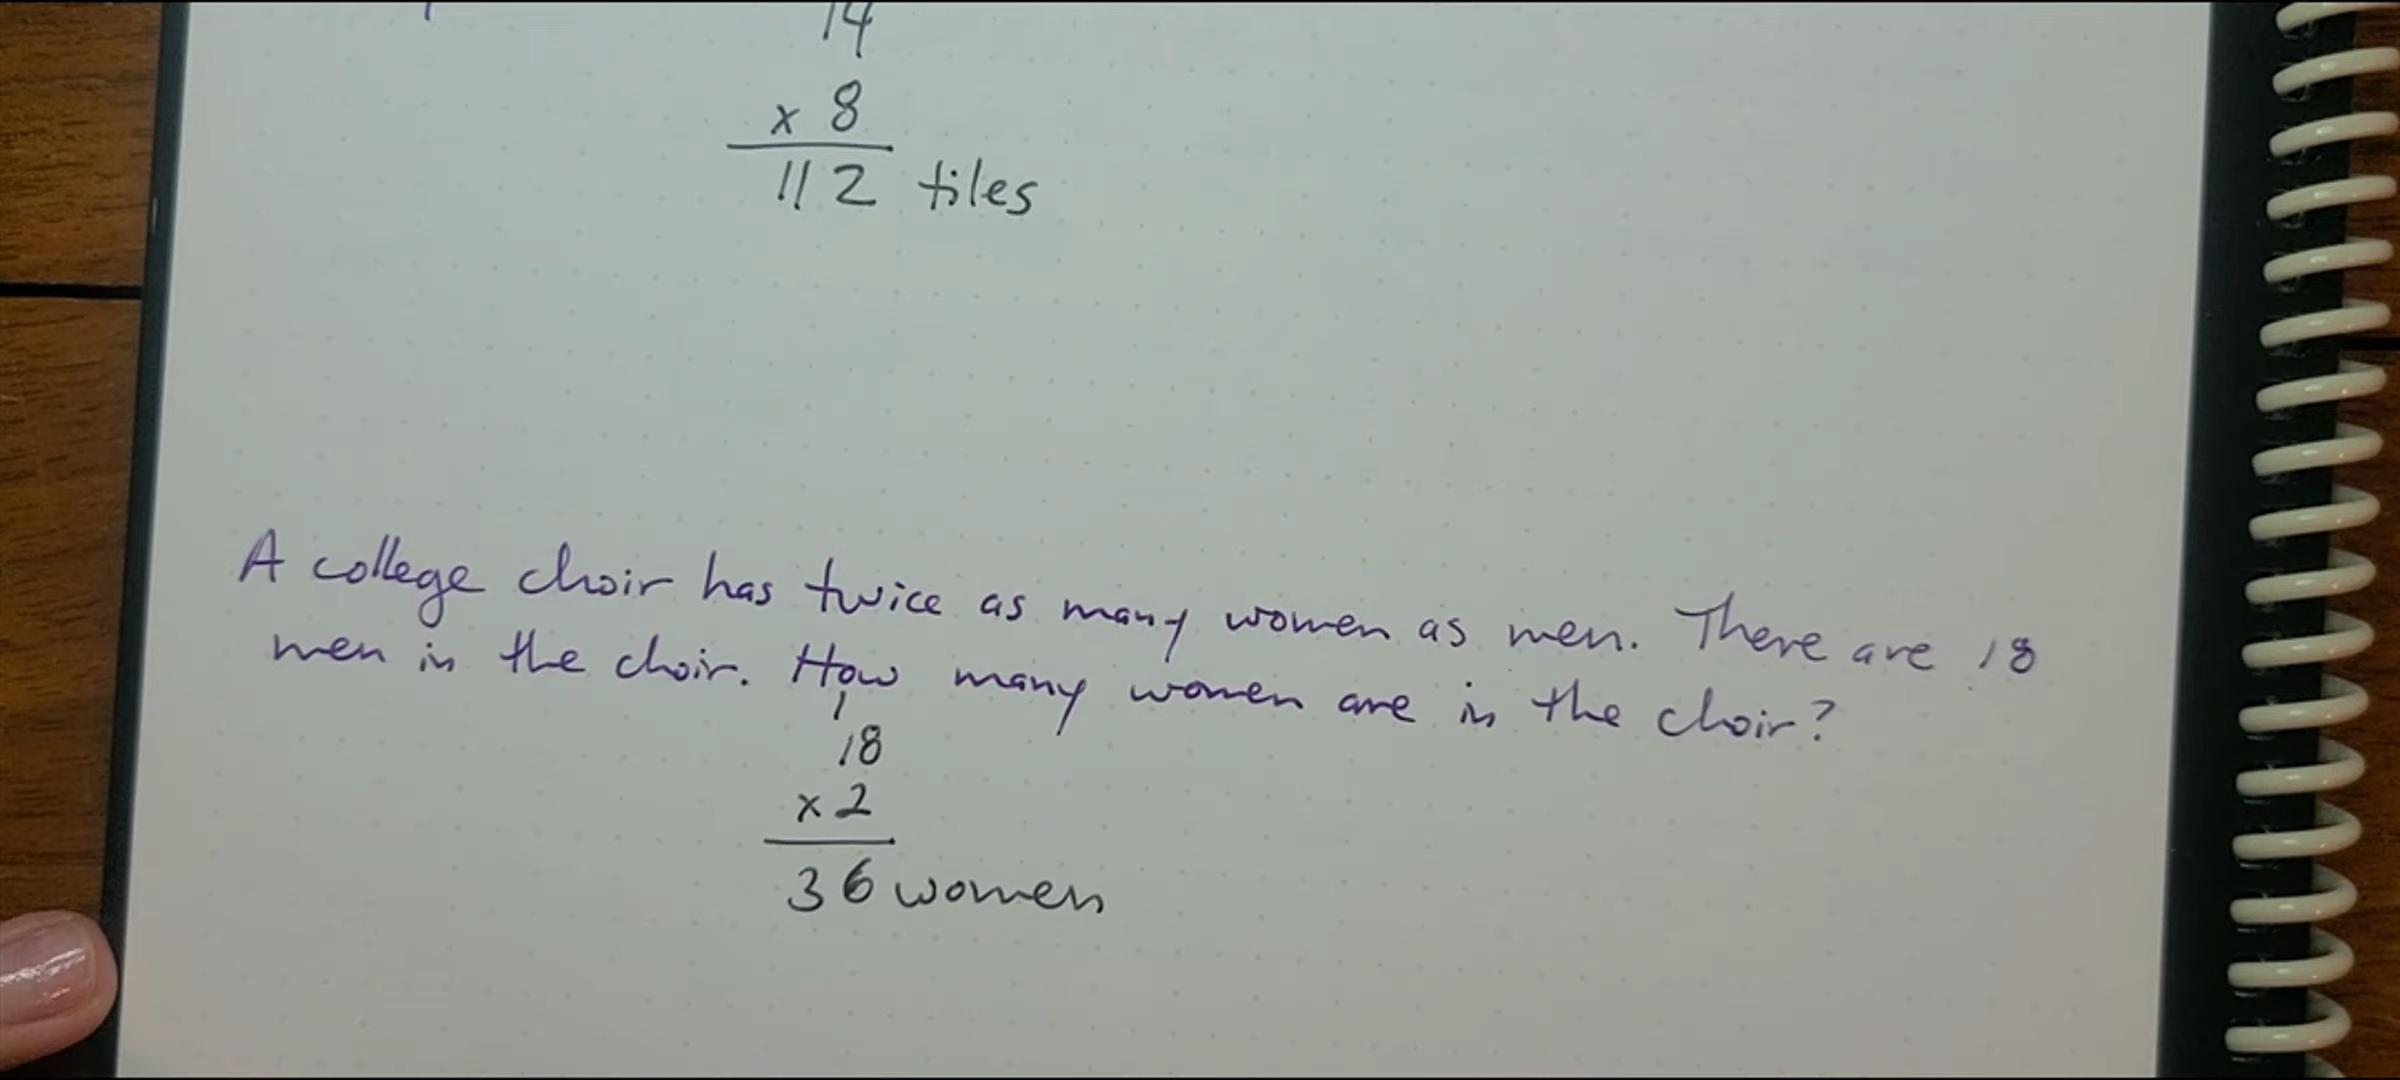 14
x 8
112 tiles
A college choir has twice as many women as men. There are 18
men in the choir. How many women are in the choir?
1
18
x 2
36 women